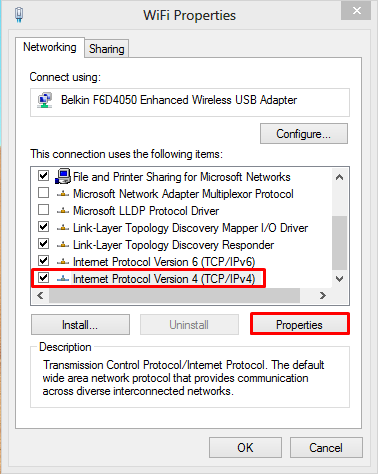 WiFi Properties
Networking
Sharing
Connect using:
Belkin F6D4050 Enhanced Wireless USB Adapter
Configure...
This connection uses the following items:
File and Printer Sharing for Microsoft Networks
Microsoft Network Adapter Multiplexor Protocol
Microsoft LLDP Protocol Driver
Link-Layer Topology Discovery Mapper I/O Driver
Link-Layer Topology Discovery Responder
Internet Protocol Version 6 (TCP/IPv6)
Internet Protocol Version 4 (TCP/IPv4)
Install...
Uninstall
Properties
Description
Transmission Control Protocol/Internet Protocol. The default
wide area network protocol that provides communication
across diverse interconnected networks.
OK
Cancel